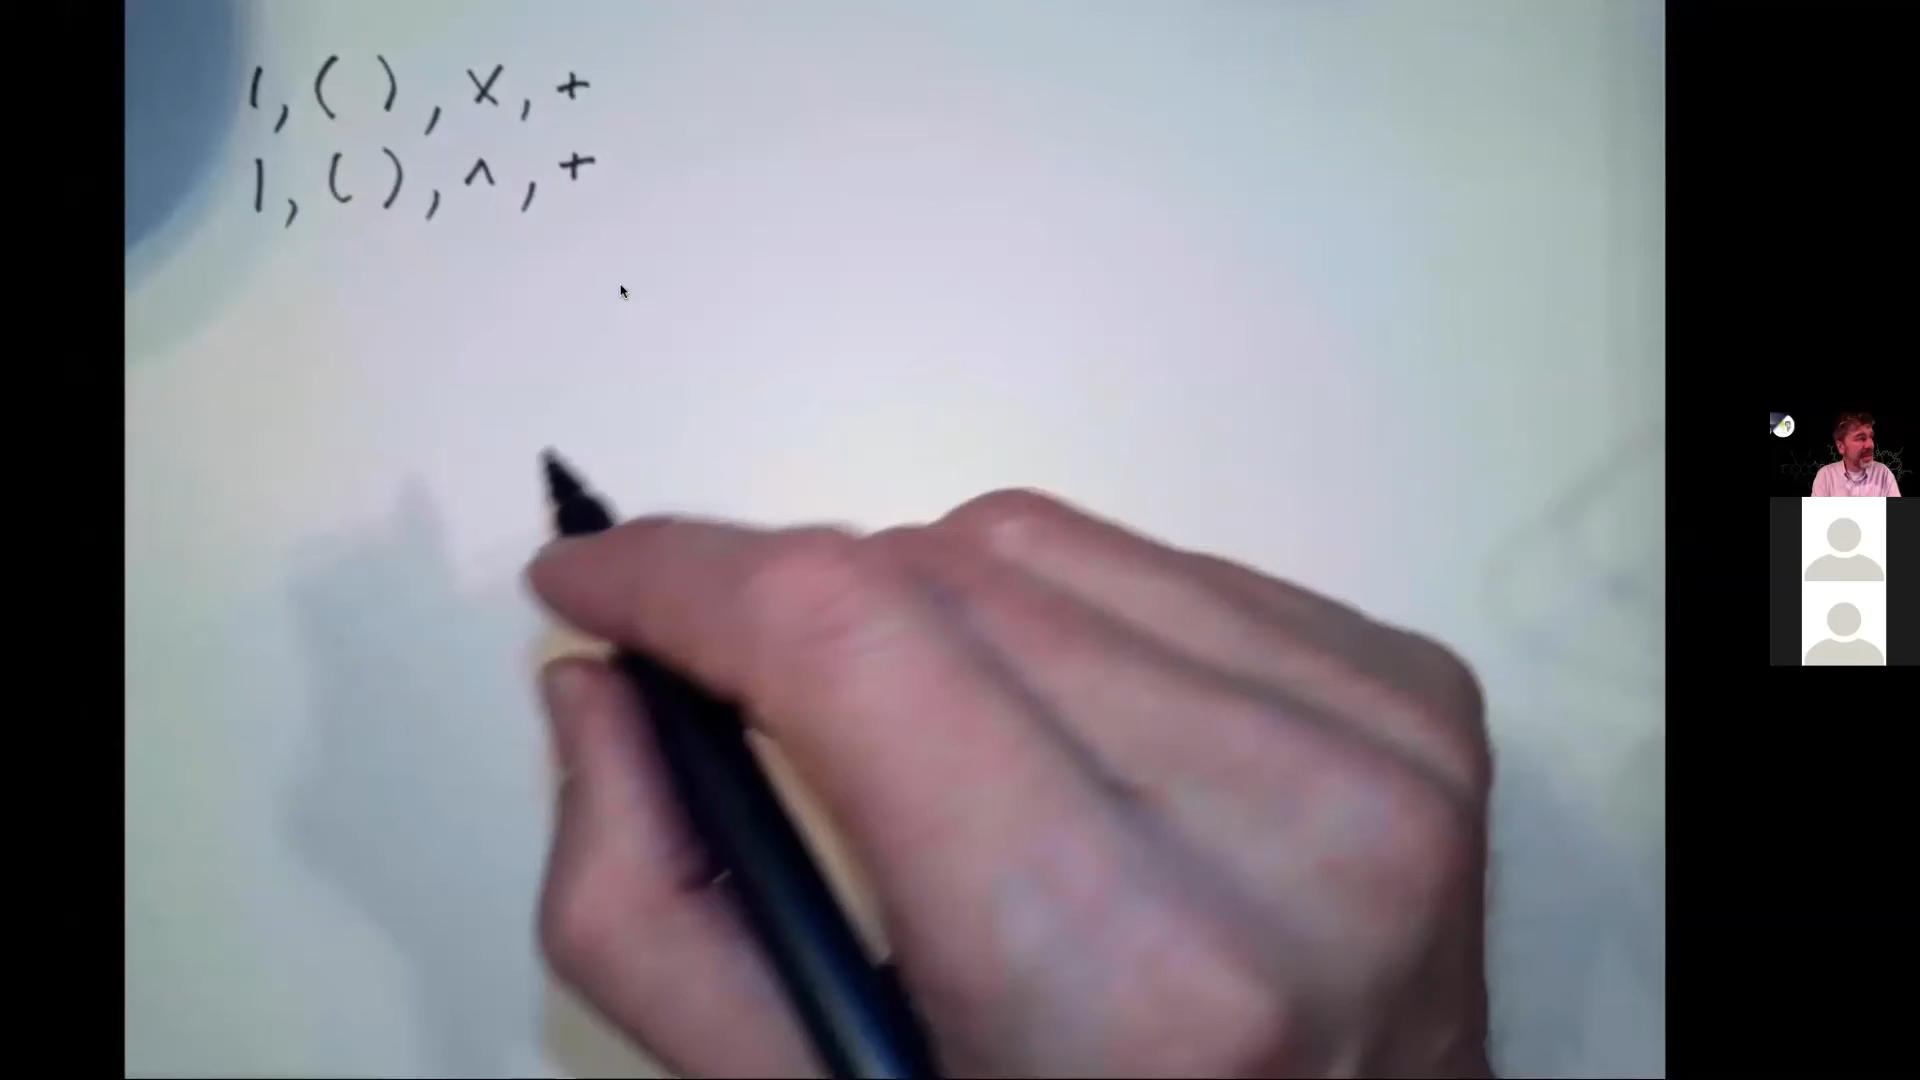 1, ( ), x, +
1, ( ), ^, +